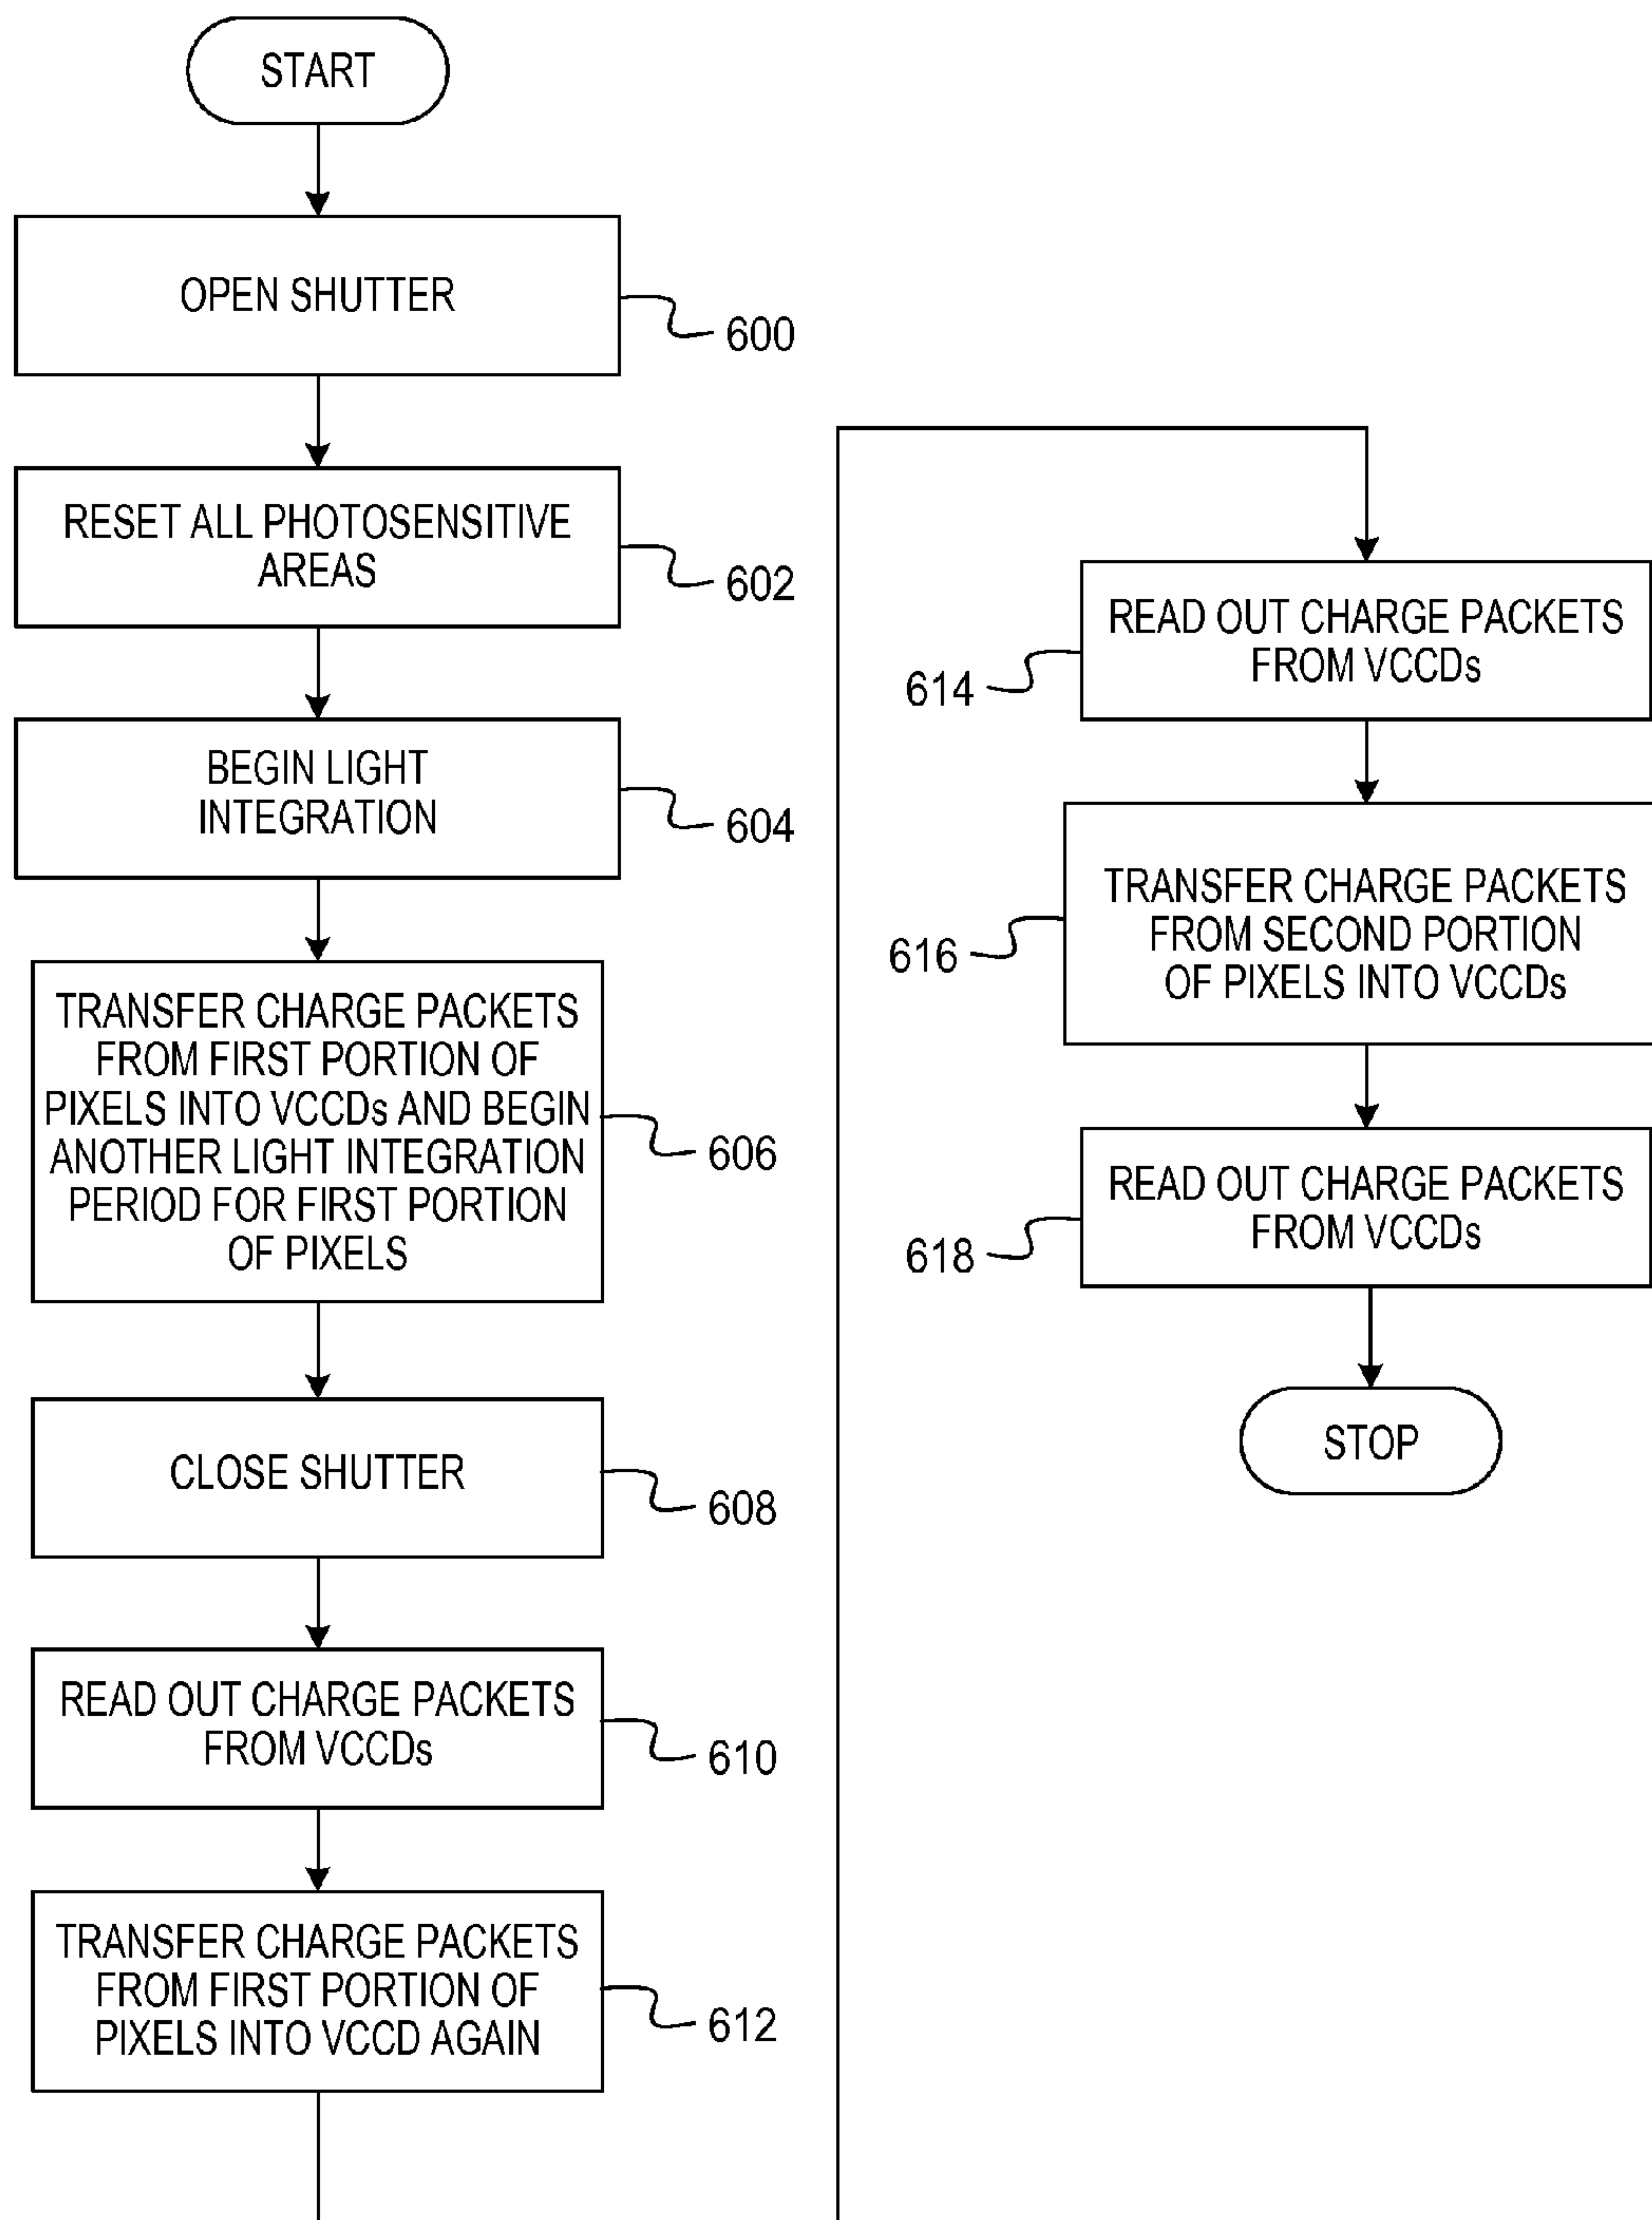 START
OPEN SHUTTER
600
RESET ALL PHOTOSENSITIVE
AREAS
602
BEGIN LIGHT
INTEGRATION
604
TRANSFER CHARGE PACKETS
FROM FIRST PORTION OF
PIXELS INTO VCCDs AND BEGIN
ANOTHER LIGHT INTEGRATION
PERIOD FOR FIRST PORTION
OF PIXELS
606
CLOSE SHUTTER
608
READ OUT CHARGE PACKETS
FROM VCCDs
610
TRANSFER CHARGE PACKETS
FROM FIRST PORTION OF
PIXELS INTO VCCD AGAIN
612
READ OUT CHARGE PACKETS
FROM VCCDs
614
TRANSFER CHARGE PACKETS
FROM SECOND PORTION
OF PIXELS INTO VCCDs
616
READ OUT CHARGE PACKETS
FROM VCCDs
618
STOP